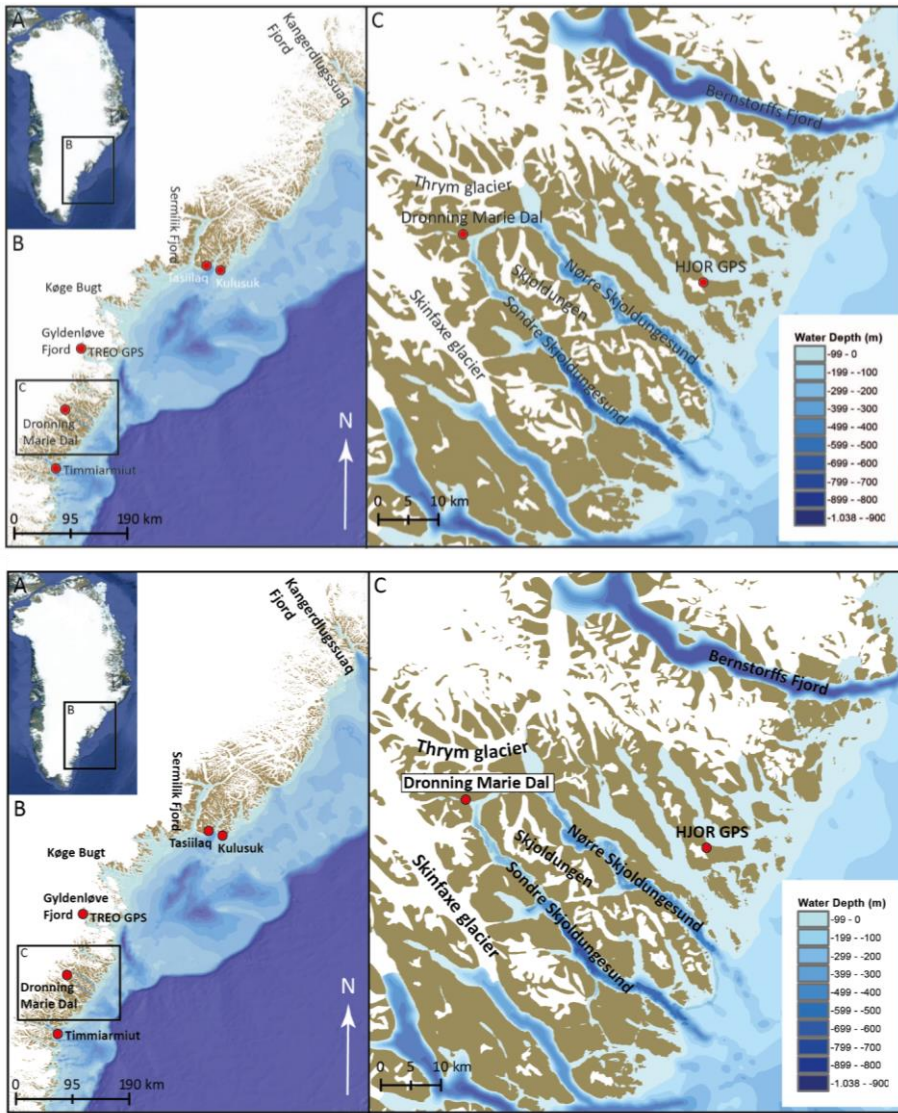 A
B
Kangerdlugssuaq
Fjord
Sermilik Fjord
Tasiilaq
Kulusuk
B
Køge Bugt
Gyldenløve
Fjord
TREO GPS
C
Dronning
Marie Dal
Timmiarmiut
N
0 95 190 km
C
Bernstorffs Fjord
Thrym glacier
Dronning Marie Dal
HJOR GPS
Nørre Skjoldungesund
Skjoldungen
Sondre Skjoldungesund
Skinfaxe glacier
0 5 10 km
Water Depth (m)
-99 - 0
-199 - -100
-299 - -200
-399 - -300
-499 - -400
-599 - -500
-699 - -600
-799 - -700
-899 - -800
-1.038 - -900
A
B
Kangerdlugssuaq
Fjord
Sermilik Fjord
Tasiilaq
Kulusuk
B
Køge Bugt
Gyldenløve
Fjord
TREO GPS
C
Dronning
Marie Dal
Timmiarmiut
N
0 95 190 km
C
Bernstorffs Fjord
Thrym glacier
Dronning Marie Dal
HJOR GPS
Nørre Skjoldungesund
Skjoldungen
Sondre Skjoldungesund
Skinfaxe glacier
0 5 10 km
Water Depth (m)
-99 - 0
-199 - -100
-299 - -200
-399 - -300
-499 - -400
-599 - -500
-699 - -600
-799 - -700
-899 - -800
-1.038 - -900